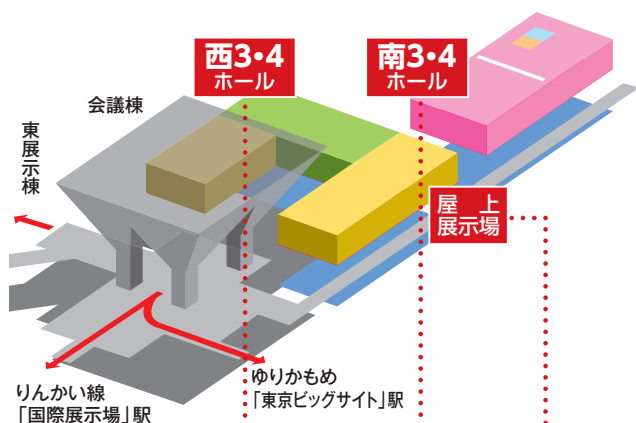 西3・4
ホール
南3・4
ホール
会議棟
東展示棟
屋 上
展示場
りんかい線
「国際展示場」駅
ゆりかもめ
「東京ビッグサイト」駅